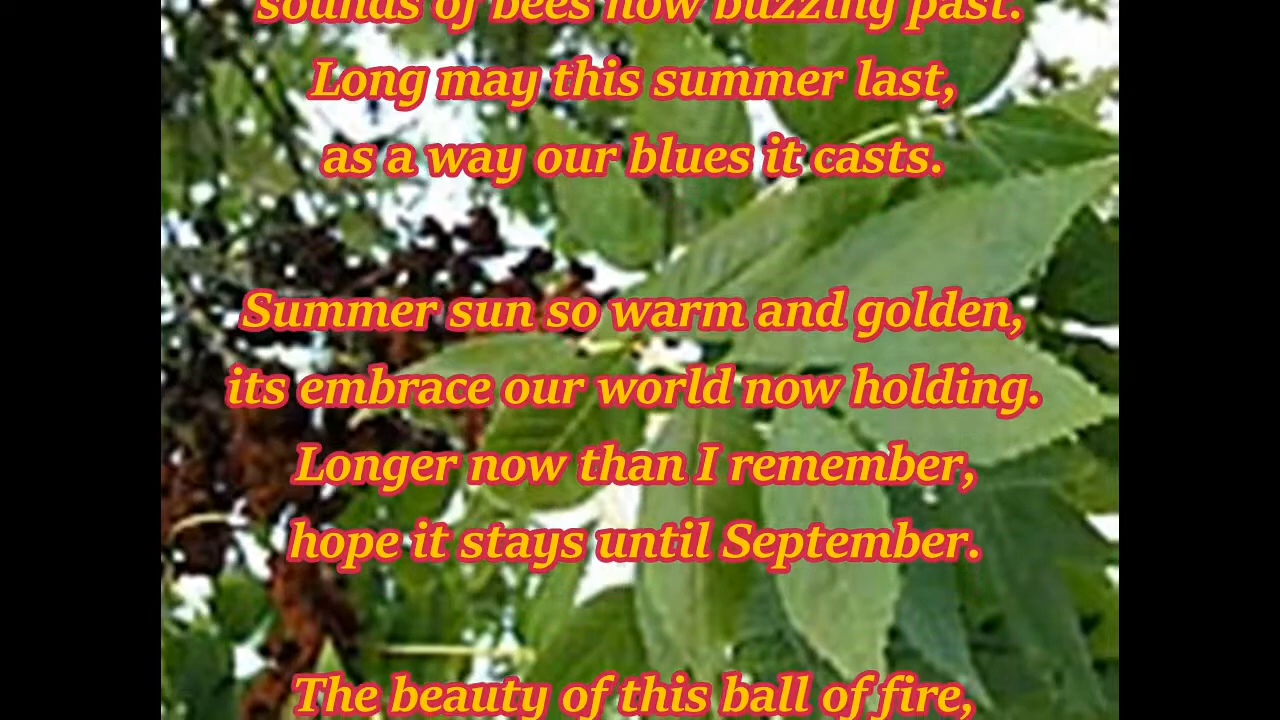 sounds of bees now buzzing past.
Long may this summer last,
as a way our blues it casts.
Summer sun so warm and golden,
its embrace our world now holding.
Longer now than I remember,
hope it stays until September.
The beauty of this ball of fire,